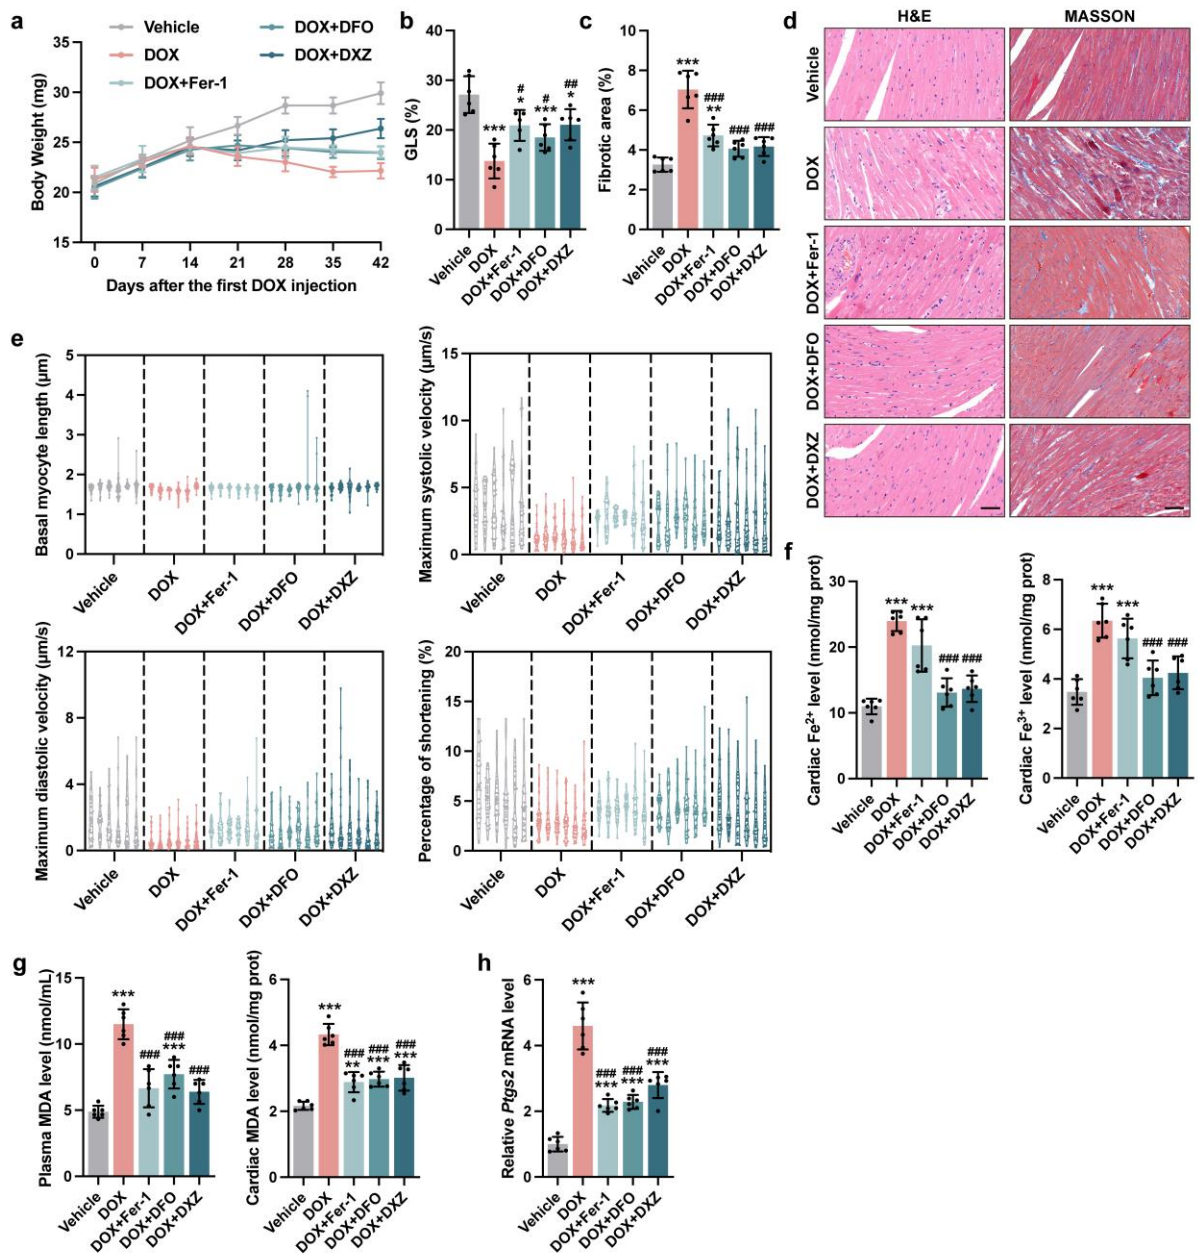 a
Vehicle
DOX
DOX+Fer-1
DOX+DFO
DOX+DXZ
35
30
25
20
15
Body Weight (mg)
0 7 14 21 28 35 42
Days after the first DOX injection
b
40
30
20
10
0
GLS (%)
***
#
*
#
***
##
*
Vehicle
DOX
DOX+Fer-1
DOX+DFO
DOX+DXZ
c
10
8
6
4
2
0
Fibrotic area (%)
***
###
**
###
###
Vehicle
DOX
DOX+Fer-1
DOX+DFO
DOX+DXZ
d
H&E MASSON
Vehicle
DOX
DOX+Fer-1
DOX+DFO
DOX+DXZ
e
5
4
3
2
1
0
Basal myocyte length (μm)
Vehicle
DOX
DOX+Fer-1
DOX+DFO
DOX+DXZ
15
10
5
0
Maximum systolic velocity (μm/s)
Vehicle
DOX
DOX+Fer-1
DOX+DFO
DOX+DXZ
12
8
4
0
Maximum diastolic velocity (μm/s)
Vehicle
DOX
DOX+Fer-1
DOX+DFO
DOX+DXZ
20
15
10
5
0
Percentage of shortening (%)
Vehicle
DOX
DOX+Fer-1
DOX+DFO
DOX+DXZ
f
30
20
10
0
Cardiac Fe²⁺ level (nmol/mg prot)
***
***
### ###
Vehicle
DOX
DOX+Fer-1
DOX+DFO
DOX+DXZ
8
6
4
2
0
Cardiac Fe³⁺ level (nmol/mg prot)
***
***
### ###
Vehicle
DOX
DOX+Fer-1
DOX+DFO
DOX+DXZ
g
15
10
5
0
Plasma MDA level (nmol/mL)
***
###
###
***
###
Vehicle
DOX
DOX+Fer-1
DOX+DFO
DOX+DXZ
6
4
2
0
Cardiac MDA level (nmol/mg prot)
***
###
**
###
***
###
***
Vehicle
DOX
DOX+Fer-1
DOX+DFO
DOX+DXZ
h
6
4
2
0
Relative Ptgs2 mRNA level
***
###
***
###
***
###
***
Vehicle
DOX
DOX+Fer-1
DOX+DFO
DOX+DXZ